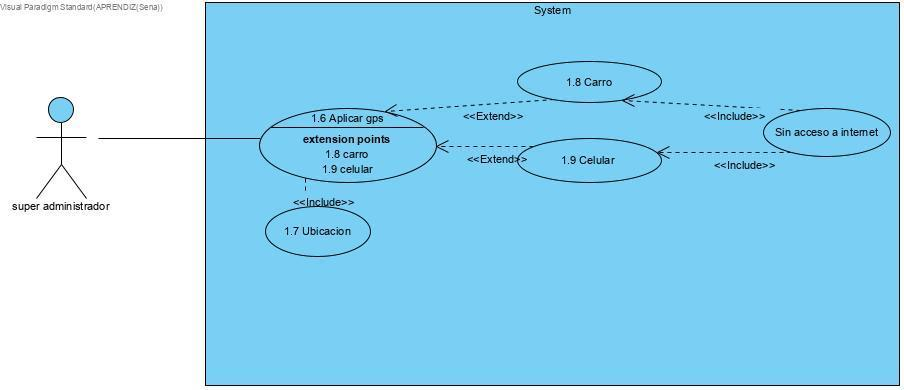 Visual Paradigm Standard(APRENDIZ(Sena))
System
1.8 Carro
1.6 Aplicar gps
<<Extend>>
<<Include>>
Sin acceso a internet
extension points
1.8 carro
1.9 celular
<<Extend>>
1.9 Celular
<<Include>>
super administrador
<<Include>>
1.7 Ubicacion